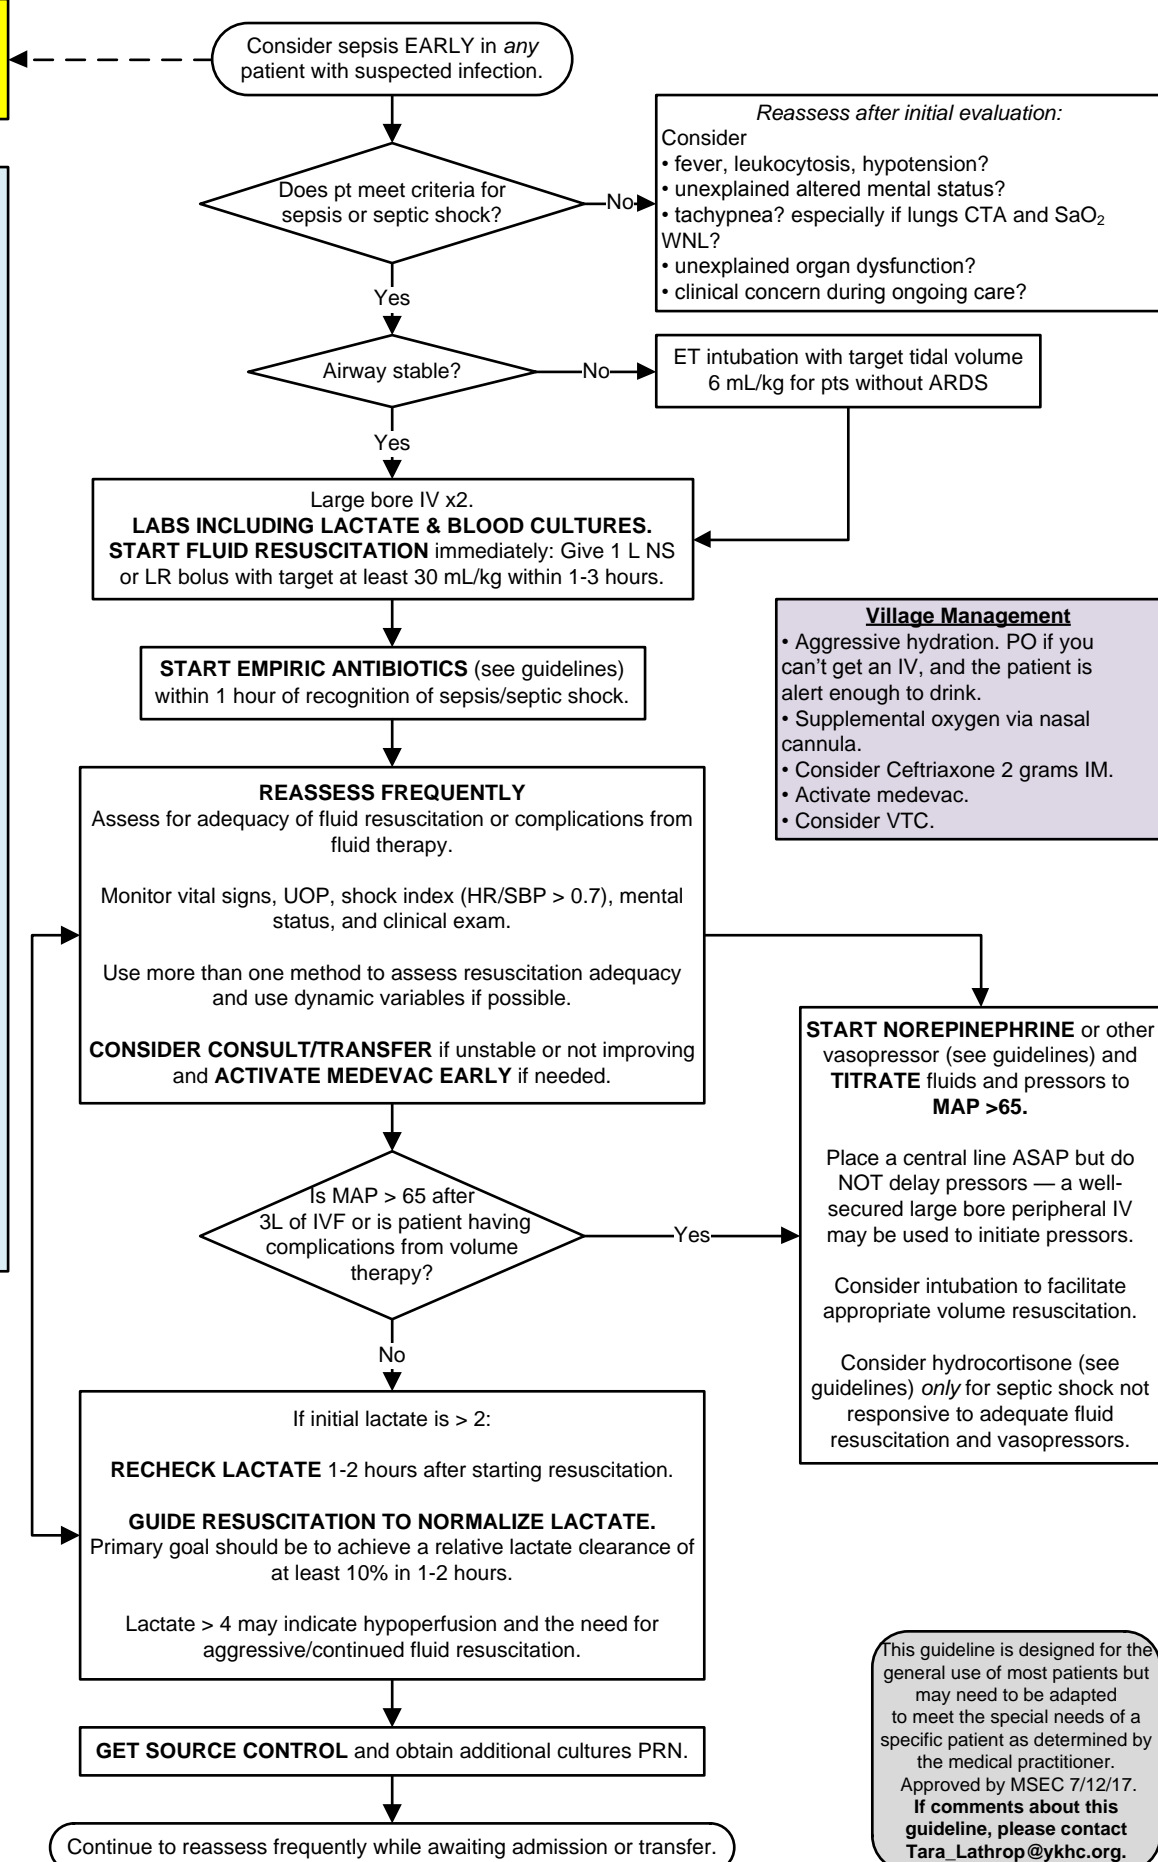 Consider sepsis EARLY in any
patient with suspected infection.
Does pt meet criteria for
sepsis or septic shock?
No
Reassess after initial evaluation:
Consider
• fever, leukocytosis, hypotension?
• unexplained altered mental status?
• tachypnea? especially if lungs CTA and SaO2
WNL?
• unexplained organ dysfunction?
• clinical concern during ongoing care?
Yes
Airway stable?
No
ET intubation with target tidal volume
6 mL/kg for pts without ARDS
Yes
Large bore IV x2.
LABS INCLUDING LACTATE & BLOOD CULTURES.
START FLUID RESUSCITATION immediately: Give 1 L NS
or LR bolus with target at least 30 mL/kg within 1-3 hours.
Village Management
• Aggressive hydration. PO if you
can't get an IV, and the patient is
alert enough to drink.
• Supplemental oxygen via nasal
cannula.
• Consider Ceftriaxone 2 grams IM.
• Activate medevac.
• Consider VTC.
START EMPIRIC ANTIBIOTICS (see guidelines)
within 1 hour of recognition of sepsis/septic shock.
REASSESS FREQUENTLY
Assess for adequacy of fluid resuscitation or complications from
fluid therapy.
Monitor vital signs, UOP, shock index (HR/SBP > 0.7), mental
status, and clinical exam.
Use more than one method to assess resuscitation adequacy
and use dynamic variables if possible.
CONSIDER CONSULT/TRANSFER if unstable or not improving
and ACTIVATE MEDEVAC EARLY if needed.
START NOREPINEPHRINE or other
vasopressor (see guidelines) and
TITRATE fluids and pressors to
MAP >65.
Place a central line ASAP but do
NOT delay pressors — a well-
secured large bore peripheral IV
may be used to initiate pressors.
Consider intubation to facilitate
appropriate volume resuscitation.
Consider hydrocortisone (see
guidelines) only for septic shock not
responsive to adequate fluid
resuscitation and vasopressors.
Is MAP > 65 after
3L of IVF or is patient having
complications from volume
therapy?
Yes
No
If initial lactate is > 2:
RECHECK LACTATE 1-2 hours after starting resuscitation.
GUIDE RESUSCITATION TO NORMALIZE LACTATE.
Primary goal should be to achieve a relative lactate clearance of
at least 10% in 1-2 hours.
Lactate > 4 may indicate hypoperfusion and the need for
aggressive/continued fluid resuscitation.
GET SOURCE CONTROL and obtain additional cultures PRN.
Continue to reassess frequently while awaiting admission or transfer.
This guideline is designed for the
general use of most patients but
may need to be adapted
to meet the special needs of a
specific patient as determined by
the medical practitioner.
Approved by MSEC 7/12/17.
If comments about this
guideline, please contact
Tara_Lathrop@ykhc.org.